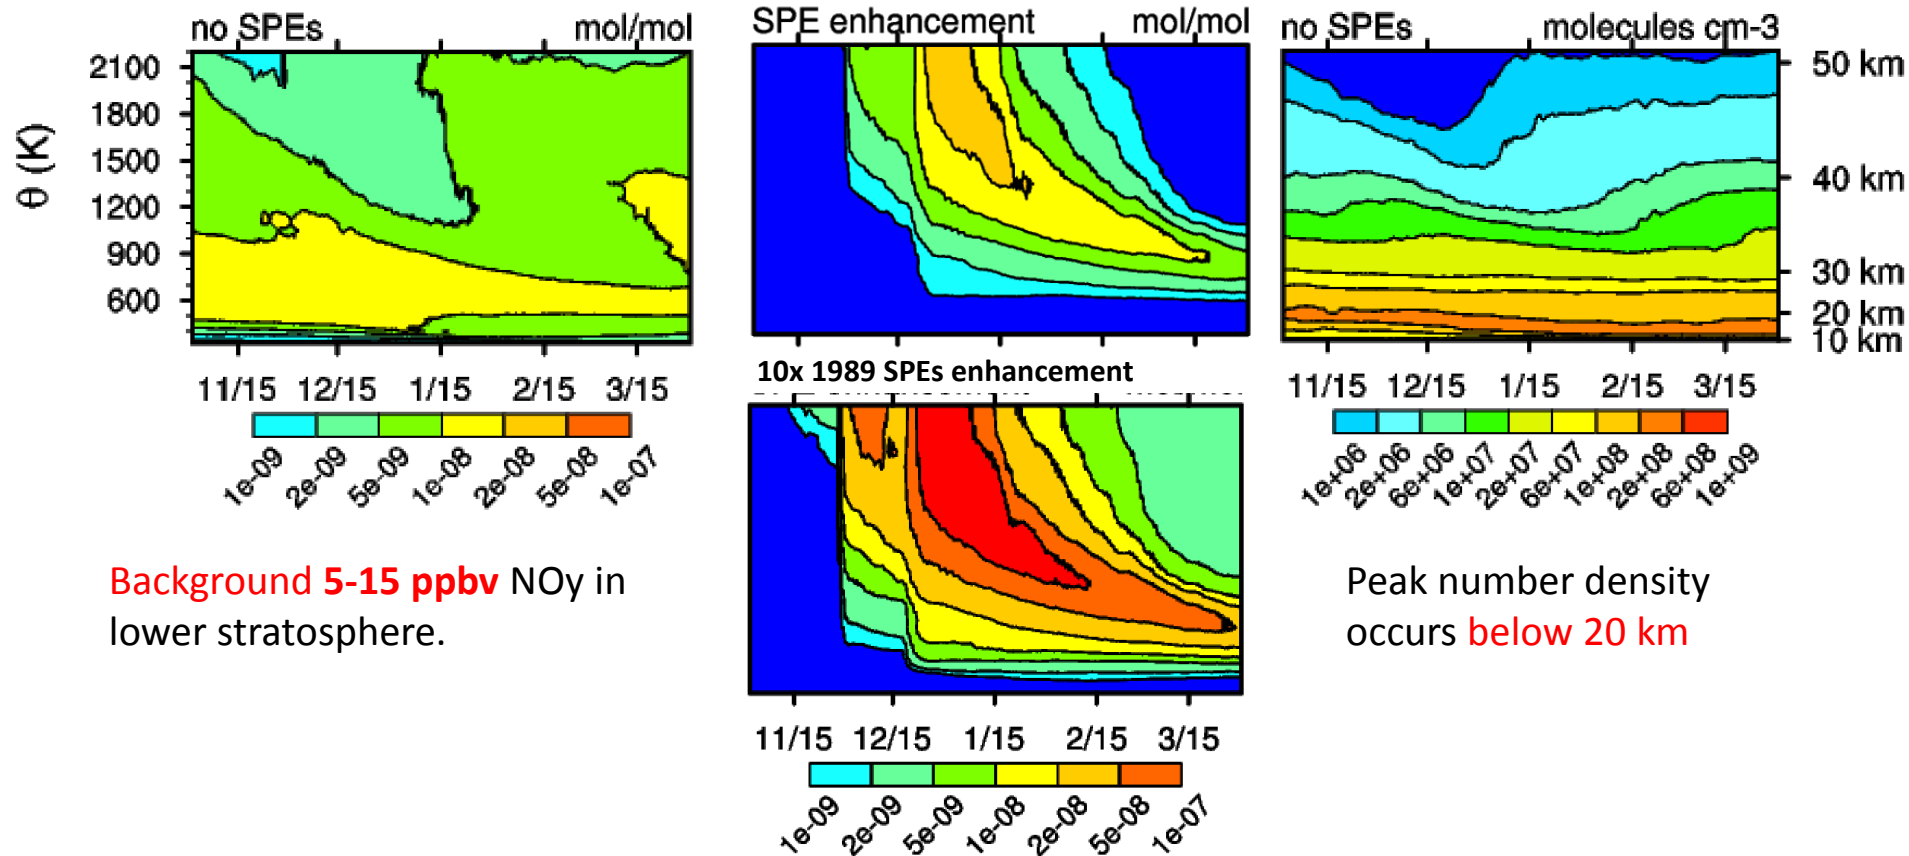 no SPEs mol/mol
SPE enhancement mol/mol
no SPEs molecules cm-3
θ (K)
2100
1800
1500
1200
900
600
50 km
40 km
30 km
20 km
10 km
11/15 12/15 1/15 2/15 3/15
1e-09 2e-09 5e-09 1e-08 2e-08 5e-08 1e-07
11/15 12/15 1/15 2/15 3/15
1e+06 2e+06 6e+06 1e+07 2e+07 6e+07 1e+08 2e+08 6e+08 1e+09
10x 1989 SPEs enhancement
11/15 12/15 1/15 2/15 3/15
1e-09 2e-09 5e-09 1e-08 2e-08 5e-08 1e-07
Background 5-15 ppbv NOy in
lower stratosphere.
Peak number density
occurs below 20 km